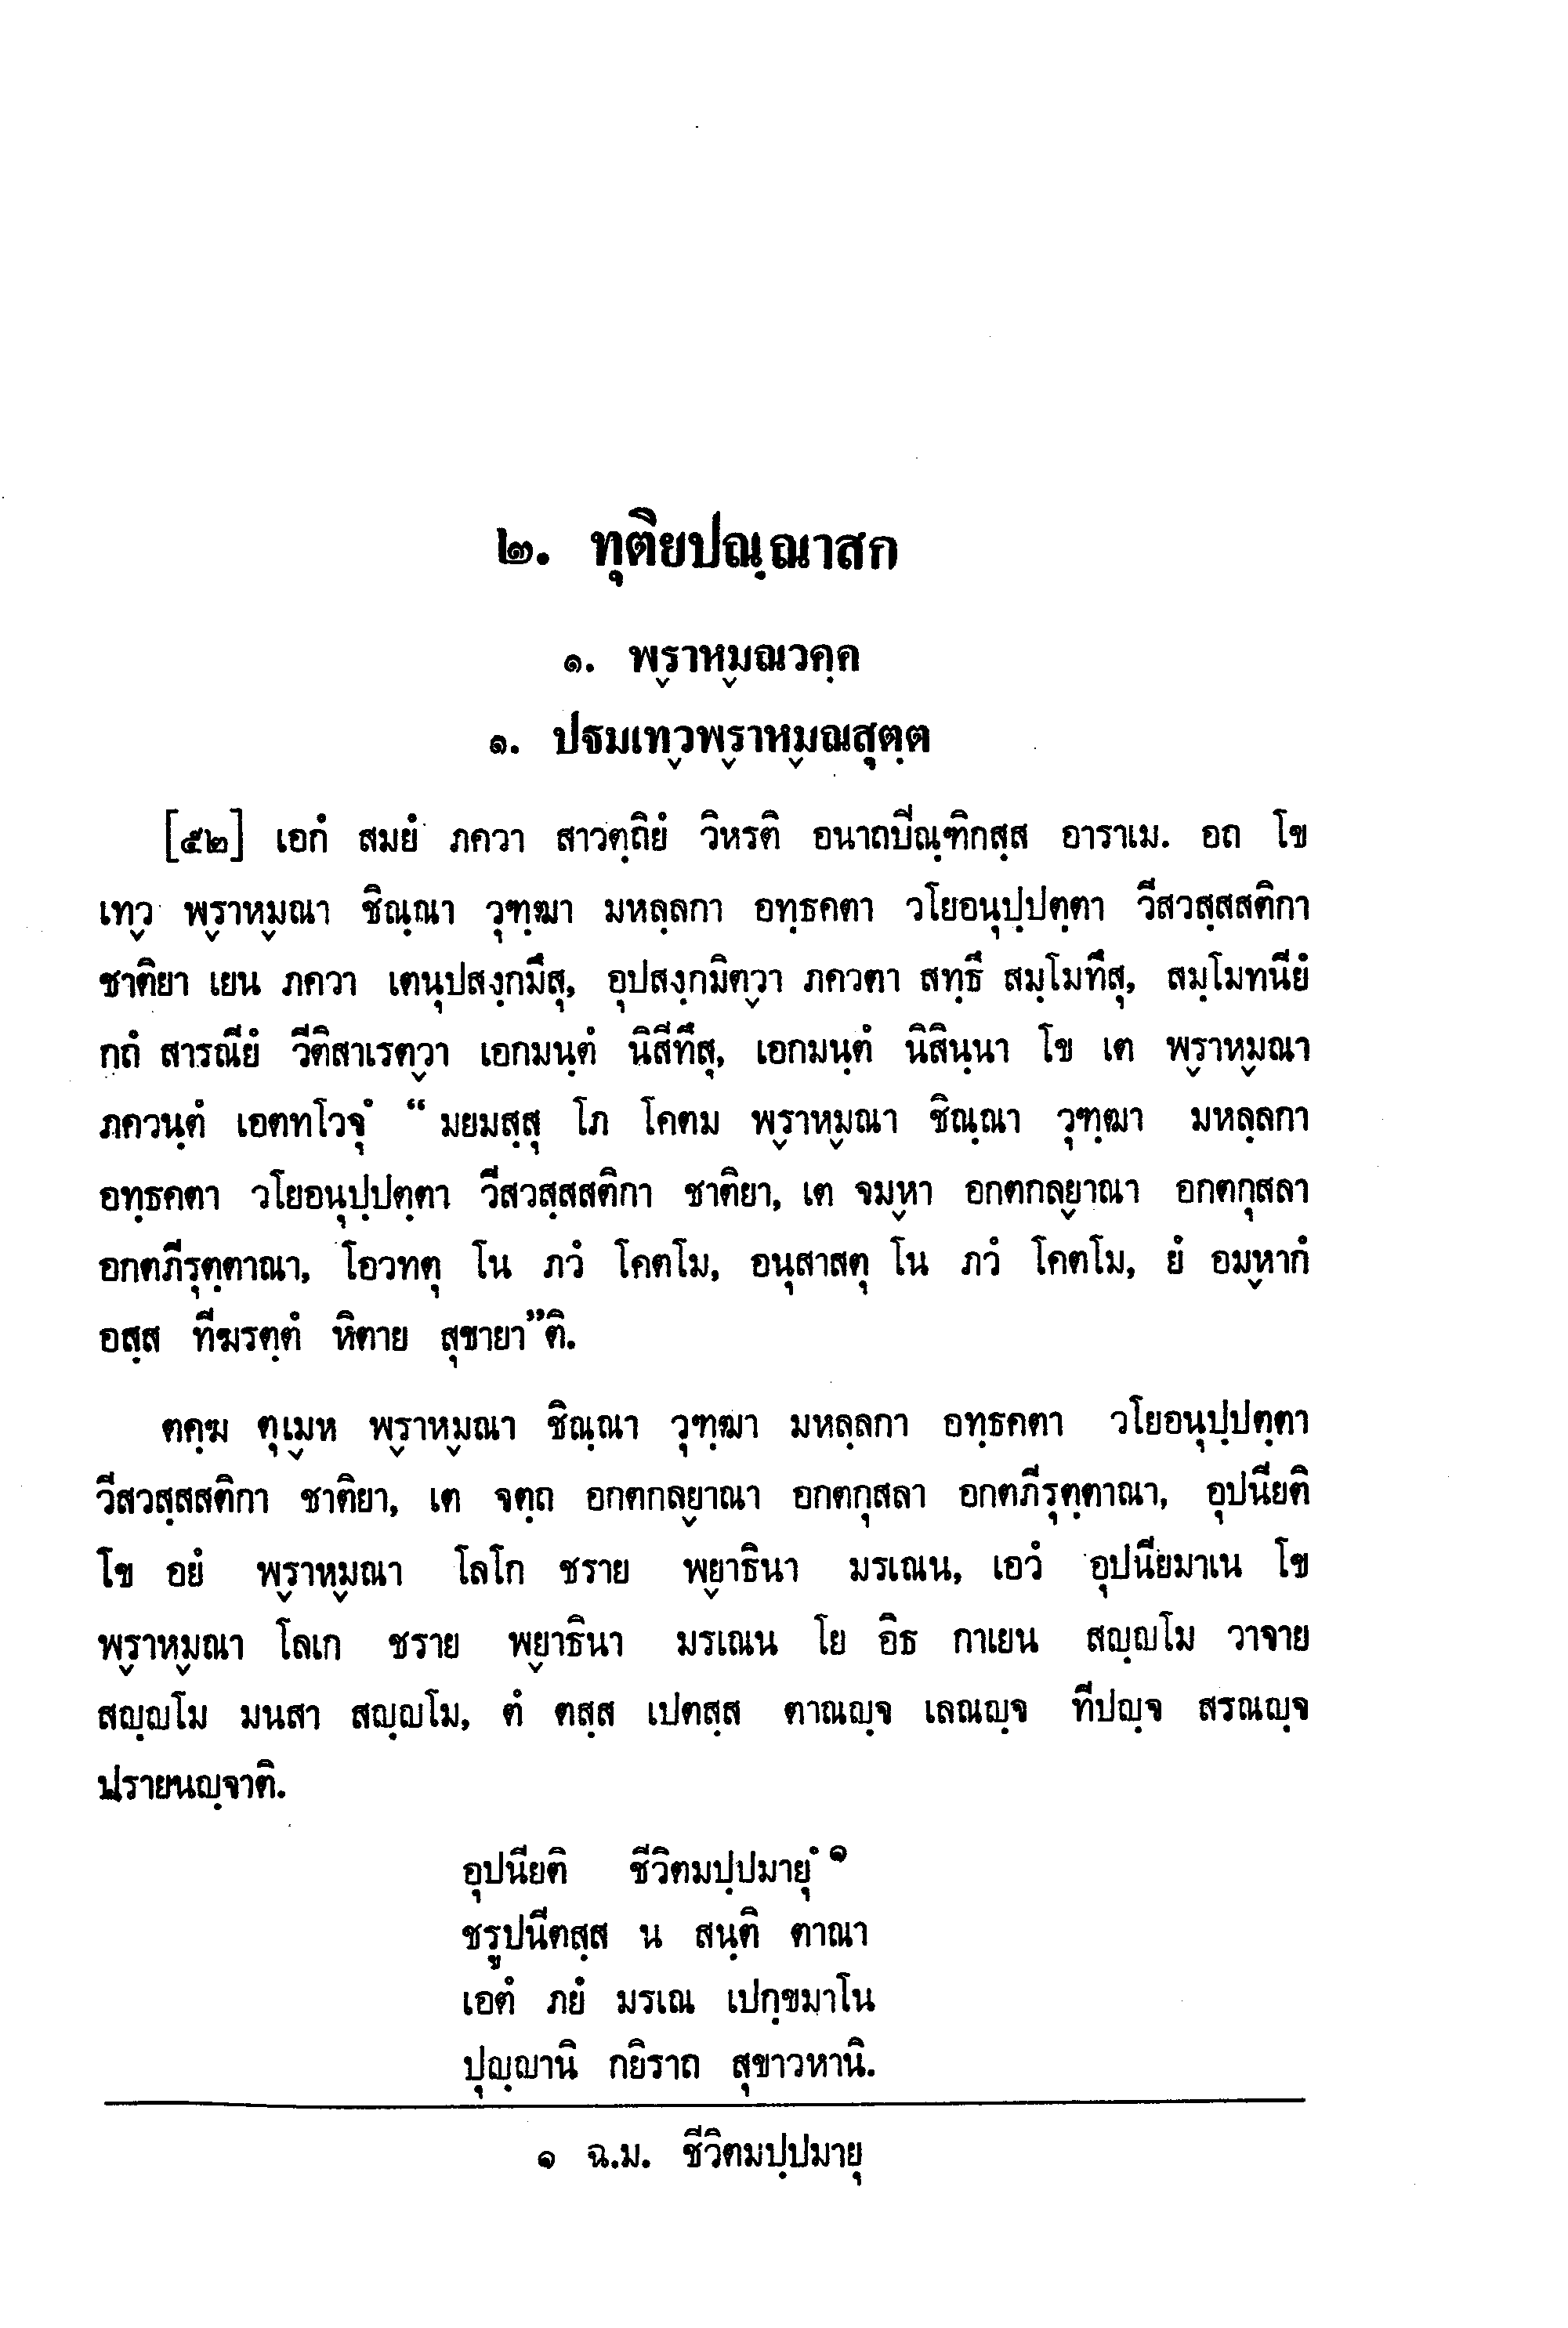 ๒. ทุติยปณฺณาสก
๑. พฺราหฺมณวคฺค
๑. ปฐมเทฺวพฺราหฺมณสุตฺต
[๕๒] เอกํ สมยํ ภควา สาวตฺถิยํ วิหรติ อนาถบีณฺฑิกสฺส อาราเม. อถ โข
เทฺว พฺราหฺมณา ชิณฺณา วุฑฺฒา มหลฺลกา อทฺธคตา วโยอนุปฺปตฺตา วีสวสฺสสติกา
ชาติยา เยน ภควา เตนุปสงฺกมึสุ, อุปสงฺกมิตฺวา ภควตา สทฺธึ สมฺโมทึสุ, สมฺโมทนียํ
กถํ สารณียํ วีติสาเรตฺวา เอกมนฺตํ นิสีทึสุ, เอกมนฺตํ นิสินฺนา โข เต พฺราหฺมณา
ภควนฺตํ เอตทโวจุํ “ มยมสฺสุ โภ โคตม พฺราหฺมณา ชิณฺณา วุฑฺฒา มหลฺลกา
อทฺธคตา วโยอนุปฺปตฺตา วีสวสฺสสติกา ชาติยา, เต จมฺหา อกตกลฺยาณา อกตกุสลา
อกตภีรุตฺตาณา, โอวทตุ โน ภวํ โคตโม, อนุสาสตุ โน ภวํ โคตโม, ยํ อมฺหากํ
อสฺส ทีฆรตฺตํ หิตาย สุขายา”ติ.
ตคฺฆ ตุเมฺห พฺราหฺมณา ชิณฺณา วุฑฺฒา มหลฺลกา อทฺธคตา วโยอนุปฺปตฺตา
วีสวสฺสสติกา ชาติยา, เต จตฺถ อกตกลฺยาณา อกตกุสลา อกตภีรุตฺตาณา, อุปนียติ
โข อยํ พฺราหฺมณา โลโก ชราย พฺยาธินา มรเณน, เอวํ อุปนียมาเน โข
พฺราหฺมณา โลเก ชราย พฺยาธินา มรเณน โย อิธ กาเยน สญฺญโม วาจาย
สญฺญโม มนสา สญฺญโม, ตํ ตสฺส เปตสฺส ตาณญฺจ เลณญฺจ ทีปญฺจ สรณญฺจ
ปรายนญฺจาติ.
อุปนียติ ชีวิตมปฺปมายุํ ๑
ชรูปนีตสฺส น สนฺติ ตาณา
เอตํ ภยํ มรเณ เปกฺขมาโน
ปุญฺญานิ กยิราถ สุขาวหานิ.
๑ ฉ.ม. ชีวิตมปฺปมายุ